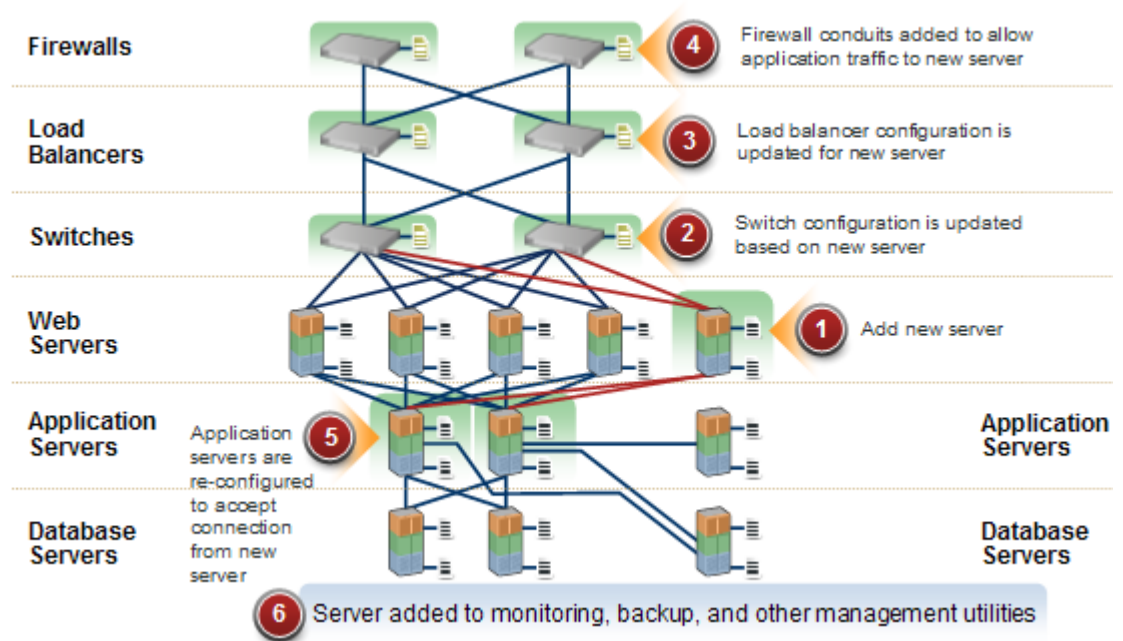 Firewalls
4
Firewall conduits added to allow
application traffic to new server
Load
Balancers
3
Load balancer configuration is
updated for new server
Switches
2
Switch configuration is updated
based on new server
Web
Servers
1
Add new server
Application
Servers
5
Application
servers are
re-configured
to accept
connection
from new
server
Application
Servers
Database
Servers
Database
Servers
6
Server added to monitoring, backup, and other management utilities